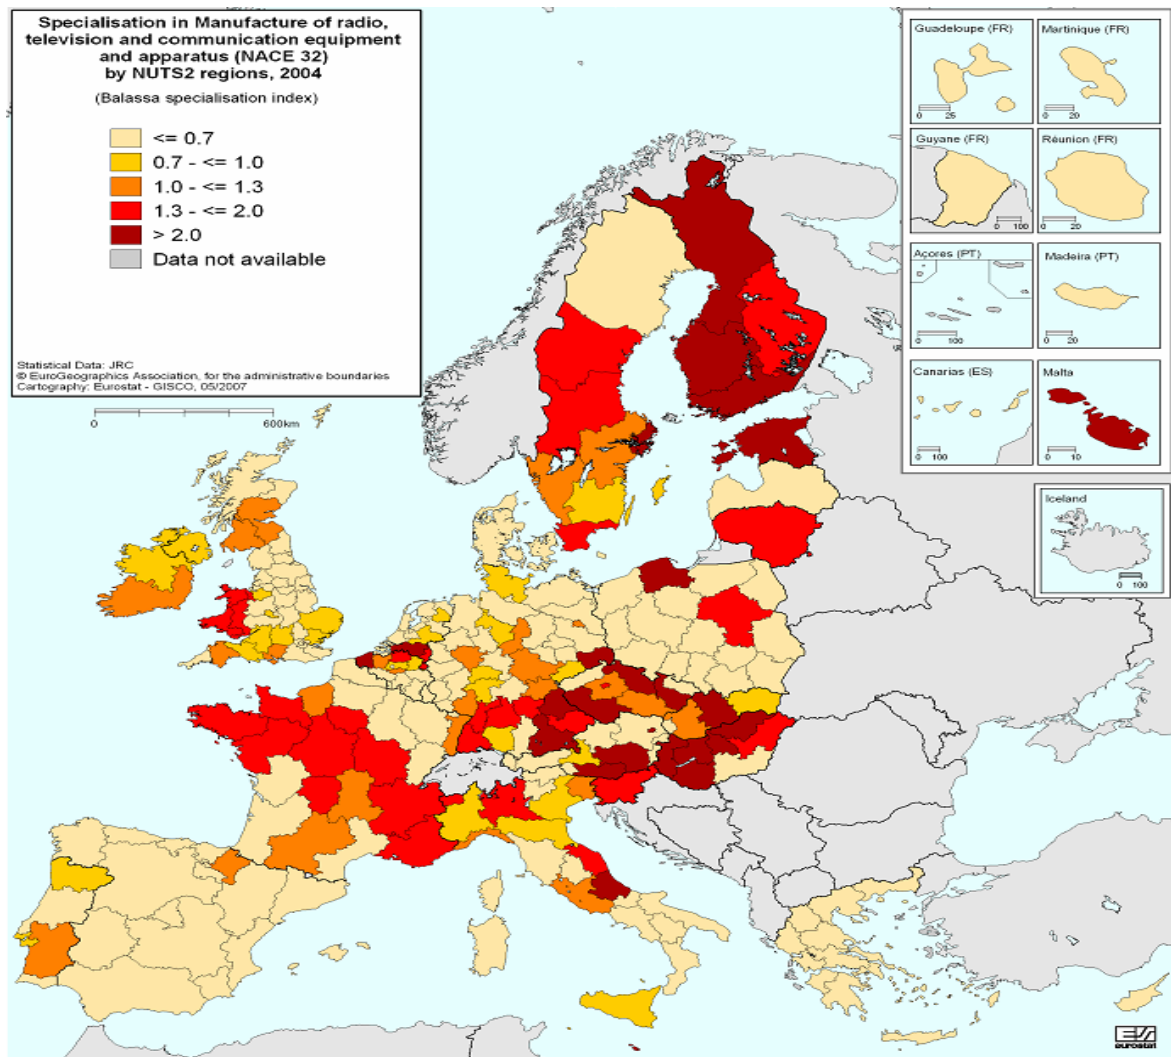 Specialisation in Manufacture of radio,
television and communication equipment
and apparatus (NACE 32)
by NUTS2 regions, 2004
(Balassa specialisation index)
<= 0.7
0.7 - <= 1.0
1.0 - <= 1.3
1.3 - <= 2.0
> 2.0
Data not available
Statistical Data: JRC
© EuroGeographics Association, for the administrative boundaries
Cartography: Eurostat - GISCO, 05/2007
0 600km
Guadeloupe (FR)
0 25
Martinique (FR)
0 20
Guyane (FR)
0 100
Réunion (FR)
0 20
Açores (PT)
0 100
Madeira (PT)
0 20
Canarias (ES)
0 100
Malta
0 10
Iceland
0 100
eurostat